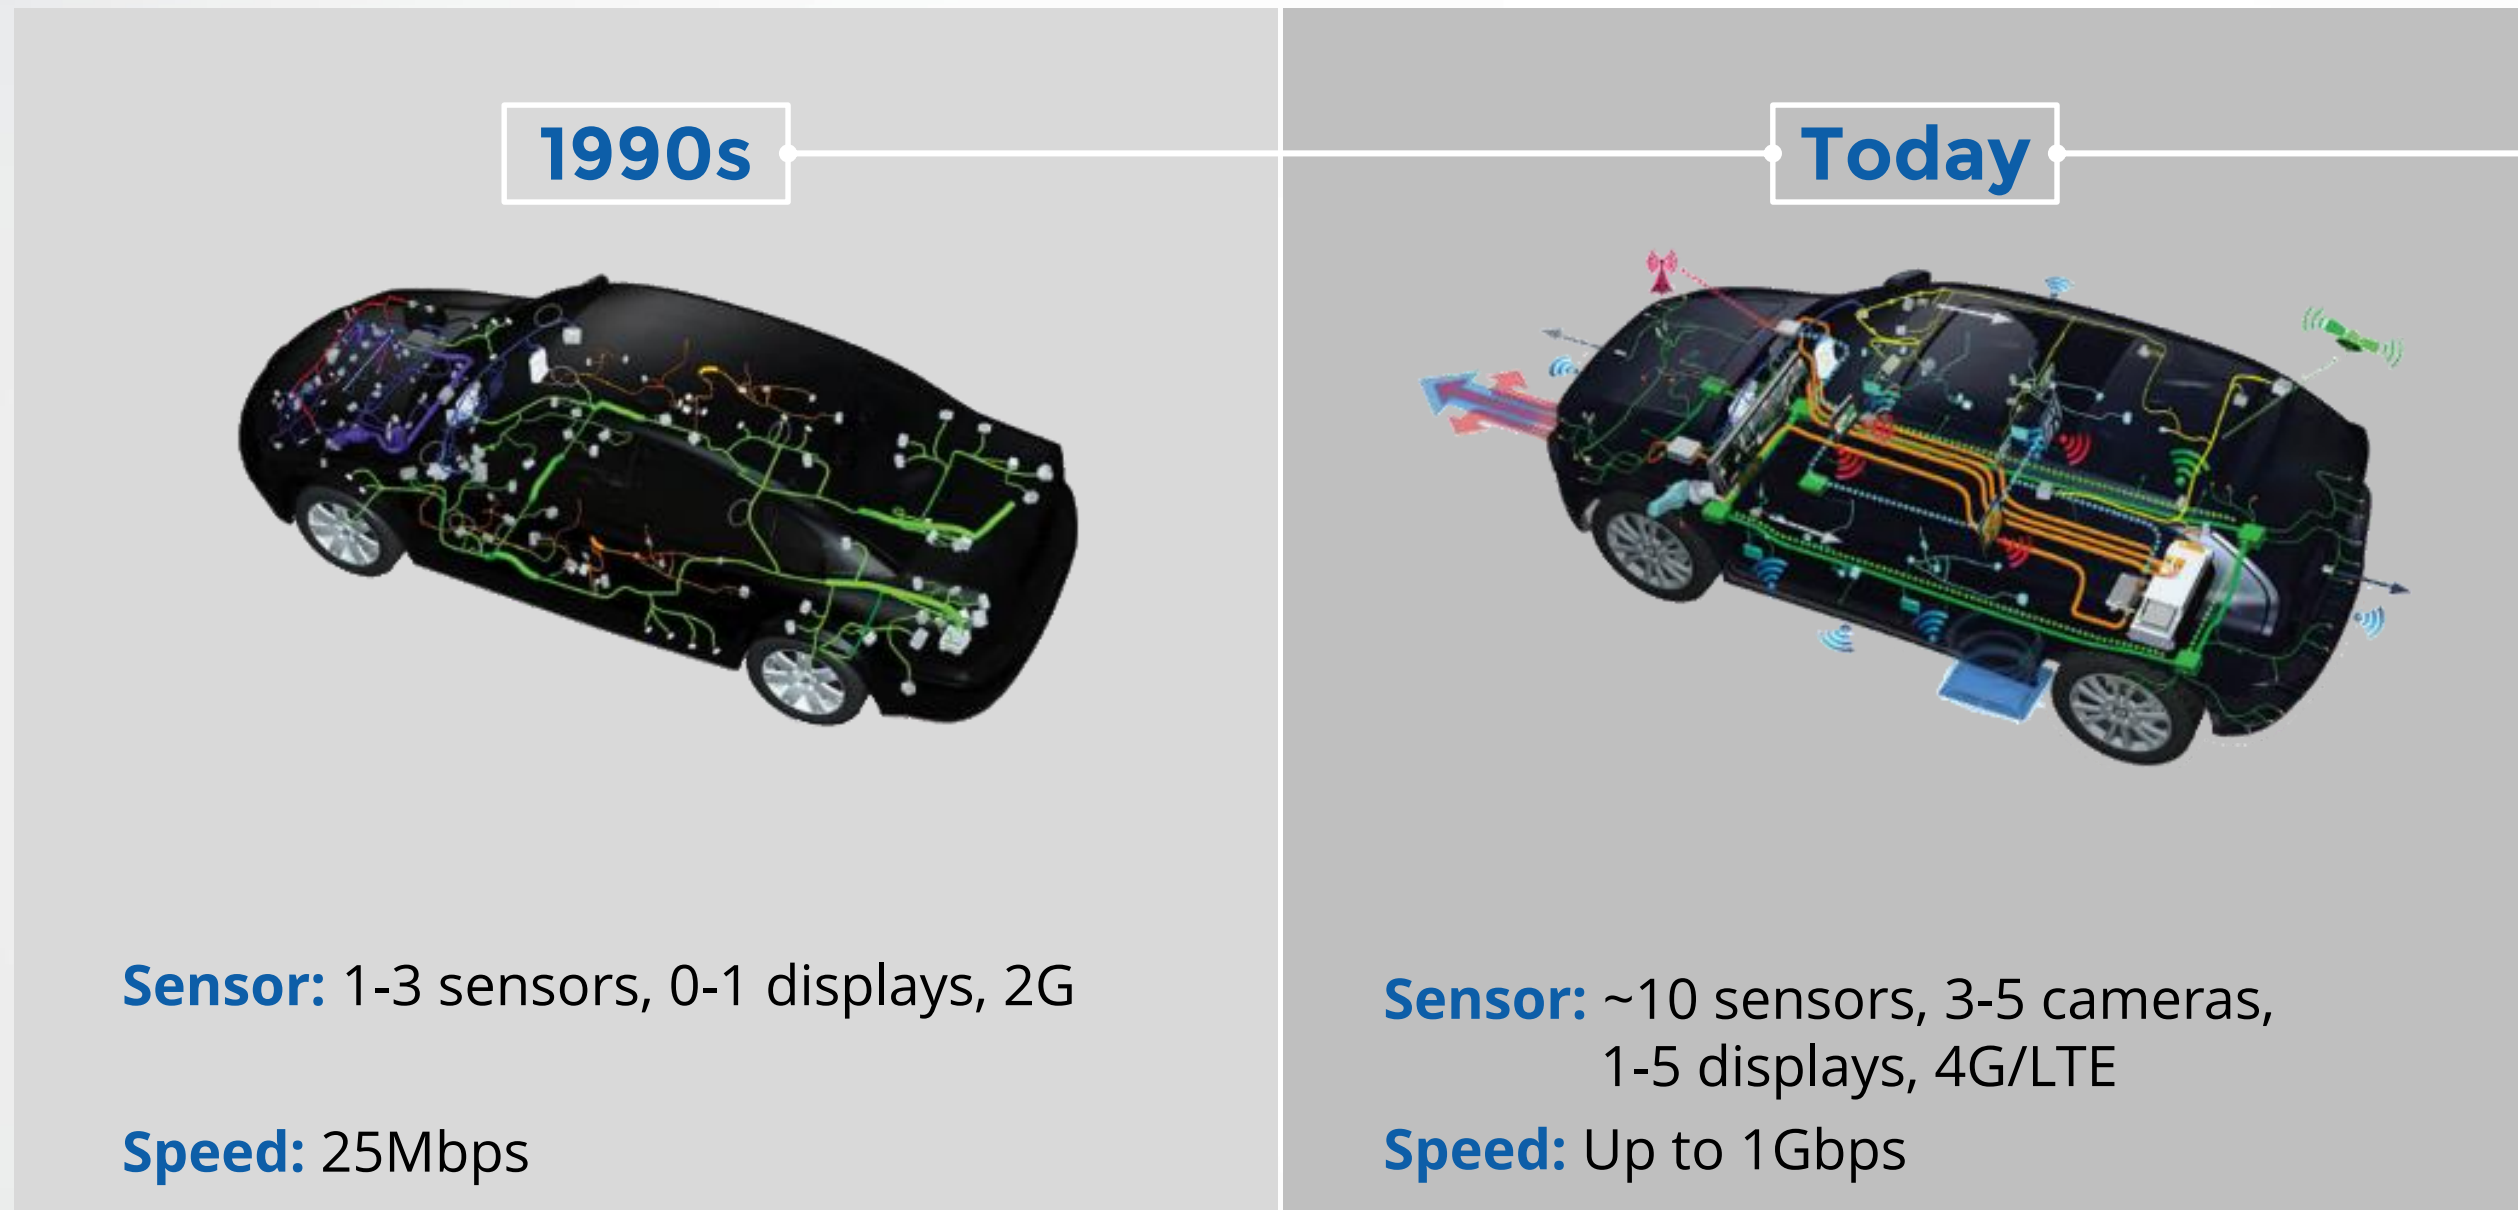 1990s
Sensor: 1-3 sensors, 0-1 displays, 2G
Speed: 25Mbps
Today
Sensor: ~10 sensors, 3-5 cameras,
1-5 displays, 4G/LTE
Speed: Up to 1Gbps